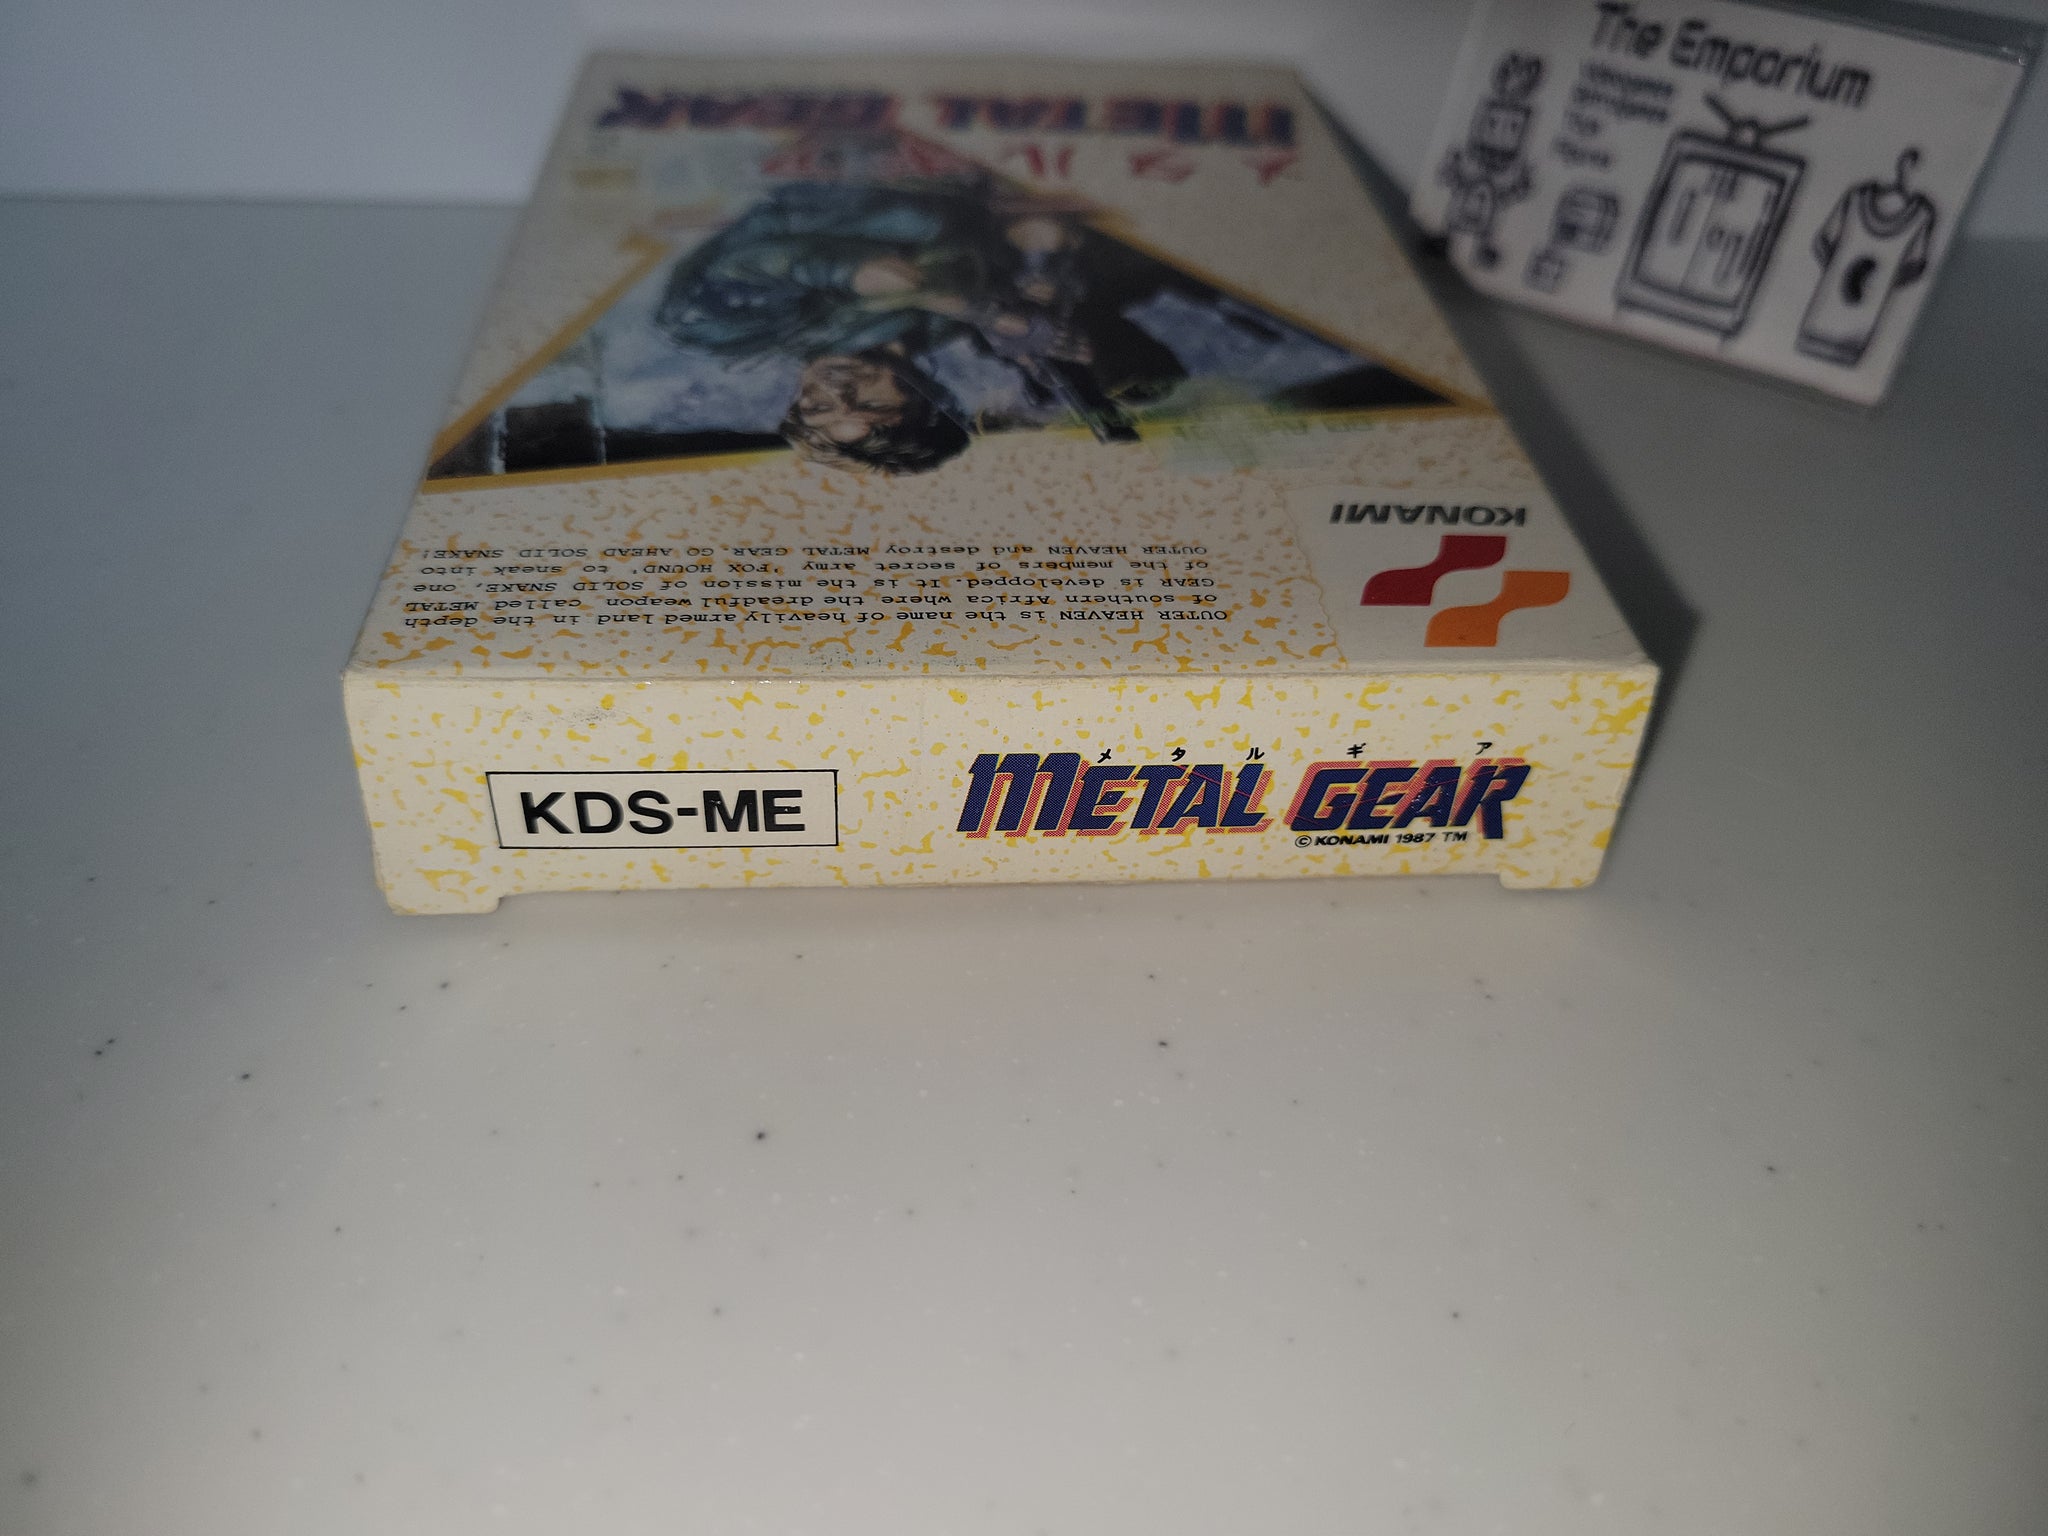 The Emporium
METAL GEAR
KONAMI
OUTER HEAVEN is the name of heavily armed land in the depth
of southern Africa where the dreadful weapon called METAL
GEAR is developped. It is the mission of SOLID SNAKE, one
of the members of secret army 'FOX HOUND' to sneak into
OUTER HEAVEN and destroy METAL GEAR. GO AHEAD SOLID SNAKE!
KDS-ME
メタルギア
METAL GEAR
© KONAMI 1987 TM